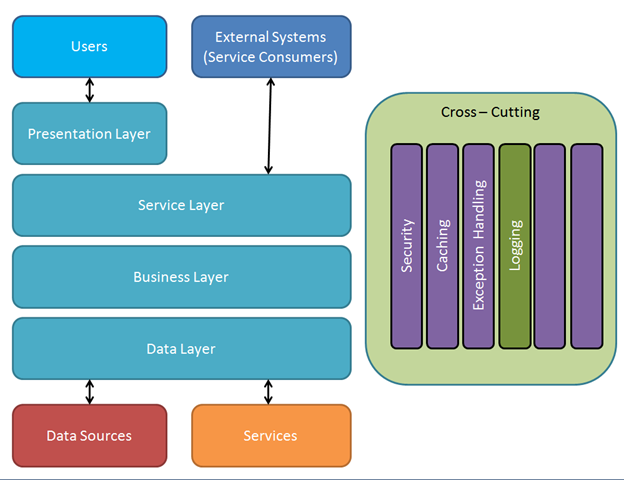 Users
External Systems
(Service Consumers)
Presentation Layer
Service Layer
Business Layer
Data Layer
Data Sources
Services
Cross – Cutting
Security
Caching
Exception Handling
Logging